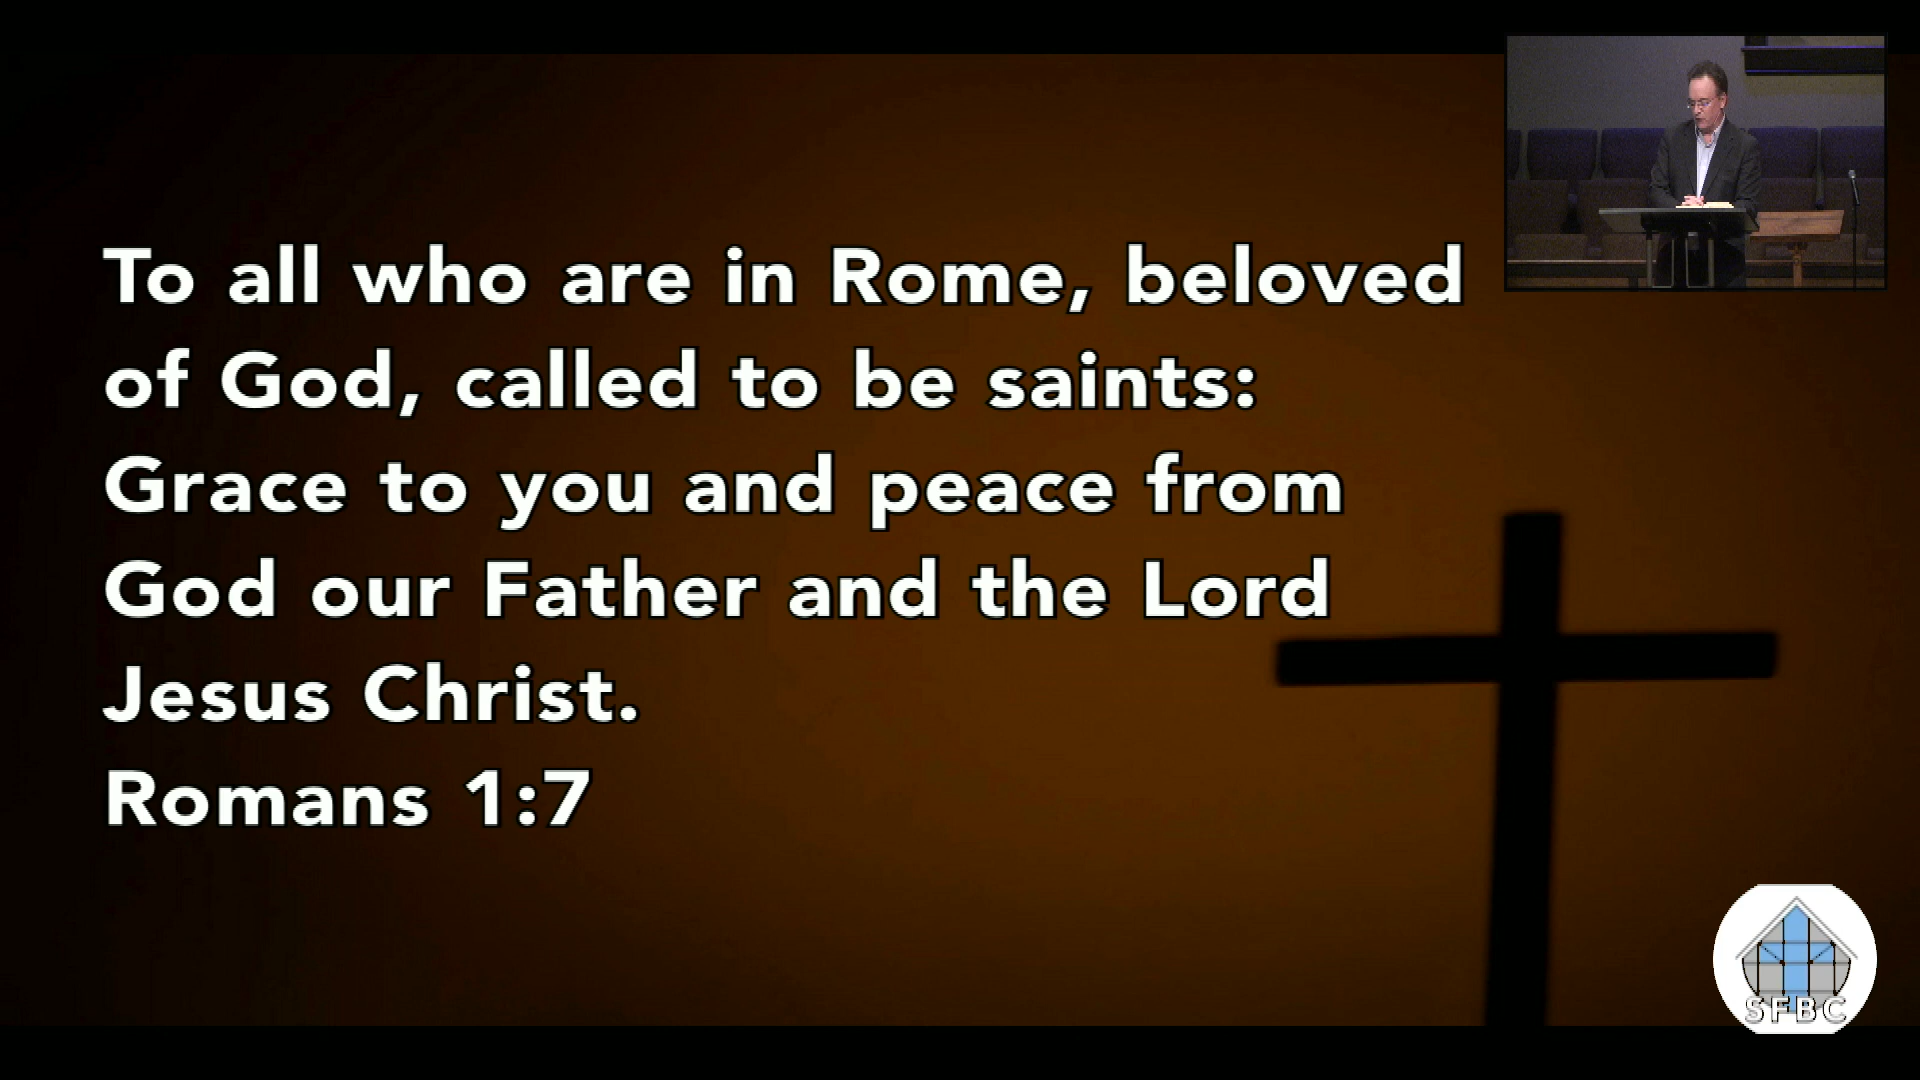 To all who are in Rome, beloved
of God, called to be saints:
Grace to you and peace from
God our Father and the Lord
Jesus Christ.
Romans 1:7
SFBC